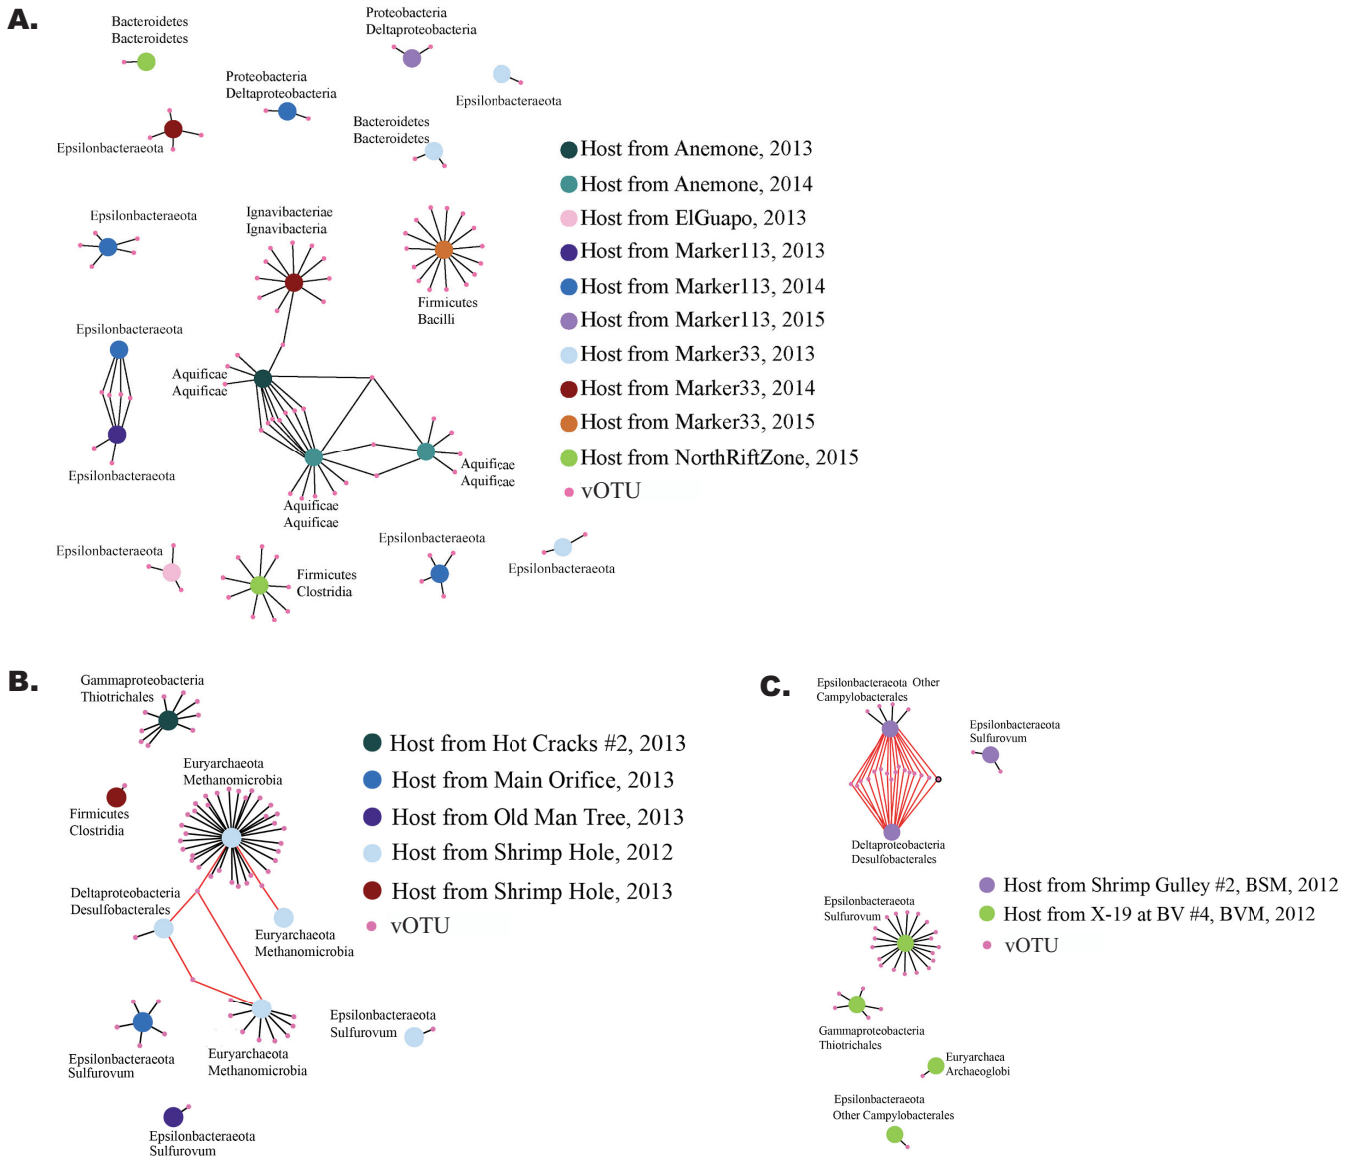 A.
Bacteroidetes
Bacteroidetes
Proteobacteria
Deltaproteobacteria
Proteobacteria
Deltaproteobacteria
Epsilonbacteraeota
Bacteroidetes
Bacteroidetes
Epsilonbacteraeota
Epsilonbacteraeota
Ignavibacteriae
Ignavibacteria
Firmicutes
Bacilli
Epsilonbacteraeota
Aquificae
Aquificae
Epsilonbacteraeota
Aquificae
Aquificae
Aquificae
Aquificae
Epsilonbacteraeota
Firmicutes
Clostridia
Epsilonbacteraeota
Epsilonbacteraeota
Host from Anemone, 2013
Host from Anemone, 2014
Host from ElGuapo, 2013
Host from Marker113, 2013
Host from Marker113, 2014
Host from Marker113, 2015
Host from Marker33, 2013
Host from Marker33, 2014
Host from Marker33, 2015
Host from NorthRiftZone, 2015
vOTU
B.
Gammaproteobacteria
Thiotrichales
Euryarchaeota
Methanomicrobia
Firmicutes
Clostridia
Deltaproteobacteria
Desulfobacterales
Euryarchaeota
Methanomicrobia
Epsilonbacteraeota
Sulfurovum
Euryarchaeota
Methanomicrobia
Epsilonbacteraeota
Sulfurovum
Epsilonbacteraeota
Sulfurovum
Host from Hot Cracks #2, 2013
Host from Main Orifice, 2013
Host from Old Man Tree, 2013
Host from Shrimp Hole, 2012
Host from Shrimp Hole, 2013
vOTU
C.
Epsilonbacteraeota Other
Campylobacterales
Epsilonbacteraeota
Sulfurovum
Deltaproteobacteria
Desulfobacterales
Epsilonbacteraeota
Sulfurovum
Gammaproteobacteria
Thiotrichales
Euryarchaea
Archaeoglobi
Epsilonbacteraeota
Other Campylobacterales
Host from Shrimp Gulley #2, BSM, 2012
Host from X-19 at BV #4, BVM, 2012
vOTU